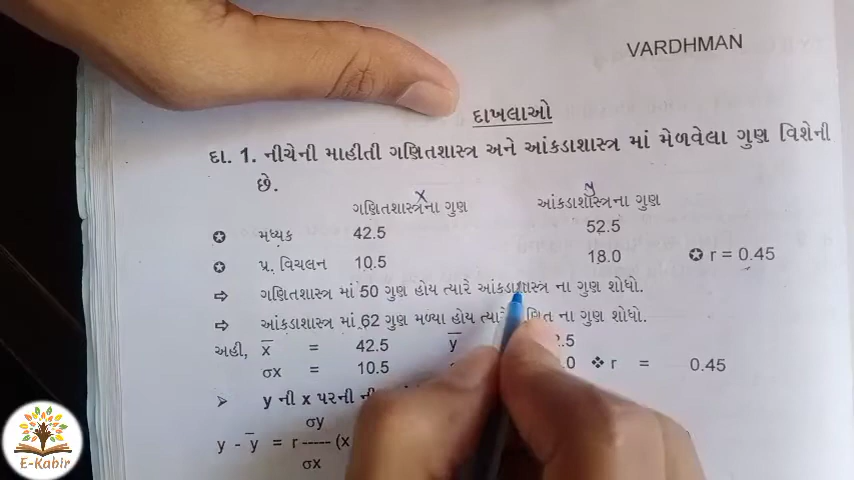 VARDHMAN
દાખલાઓ
દા. 1. નીચેની માહીતી ગણિતશાસ્ત્ર અને આંકડાશાસ્ત્ર માં મેળવેલા ગુણ વિશેની
છે.
x y
ગણિતશાસ્ત્રના ગુણ આંકડાશાસ્ત્રના ગુણ
મધ્યક 42.5 52.5
પ્ર. વિચલન 10.5 18.0 r = 0.45
⇨ ગણિતશાસ્ત્ર માં 50 ગુણ હોય ત્યારે આંકડાશાસ્ત્ર ના ગુણ શોધો.
⇨ આંકડાશાસ્ત્ર માં 62 ગુણ મળ્યા હોય ના ગુણ શોધો.
અહી, x̅ = 42.5 y̅
σx = 10.5 ❖ r = 0.45
➢ y ની x પરની
σy
y - y̅ = r ----- (x
σx
E-Kabir